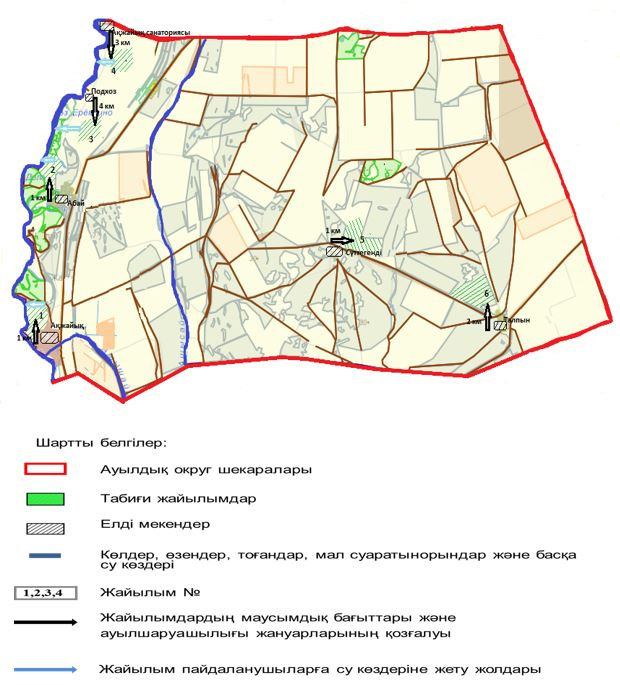 Ақжайық санаториясы
3 км
4
Подхоз
4 км
3
2
1 км
Абай
1 км
5
Сүттегенді
6
2 км
Талпын
1
Ақжайық
1 км
Шартты белгілер:
Ауылдық округ шекаралары
Табиғи жайылымдар
Елді мекендер
Көлдер, өзендер, тоғандар, мал суаратынорындар және басқа
су көздері
1,2,3,4 Жайылым №
Жайылымдардың маусымдық бағыттары және
ауылшаруашылығы жануарларының қозғалуы
Жайылым пайдаланушыларға су көздеріне жету жолдары